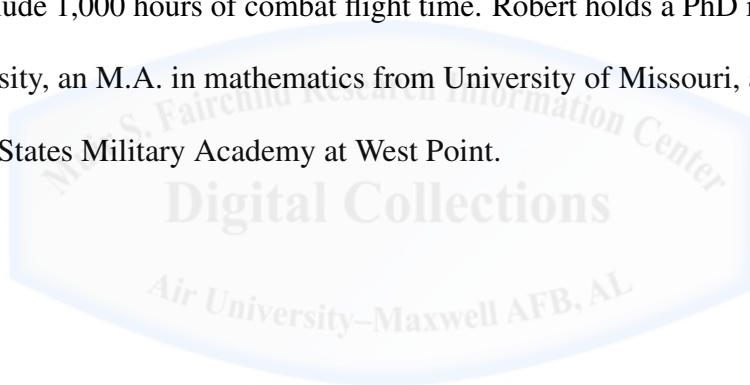 lude 1,000 hours of combat flight time. Robert holds a PhD
sity, an M.A. in mathematics from University of Missouri,
States Military Academy at West Point.
Muir S. Fairchild Research Information Center
Digital Collections
Air University–Maxwell AFB, AL